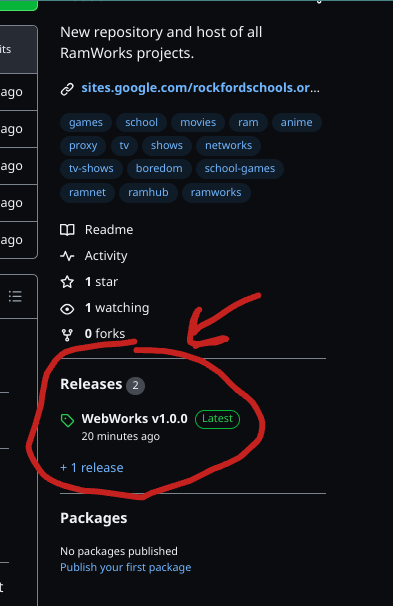 New repository and host of all
RamWorks projects.
its
sites.google.com/rockfordschools.or...
ago
games school movies ram anime
ago
proxy tv shows networks
ago
tv-shows boredom school-games
ago
ramnet ramhub ramworks
ago
Readme
Activity
1 star
1 watching
0 forks
Releases 2
WebWorks v1.0.0 Latest
20 minutes ago
+ 1 release
Packages
No packages published
Publish your first package
t